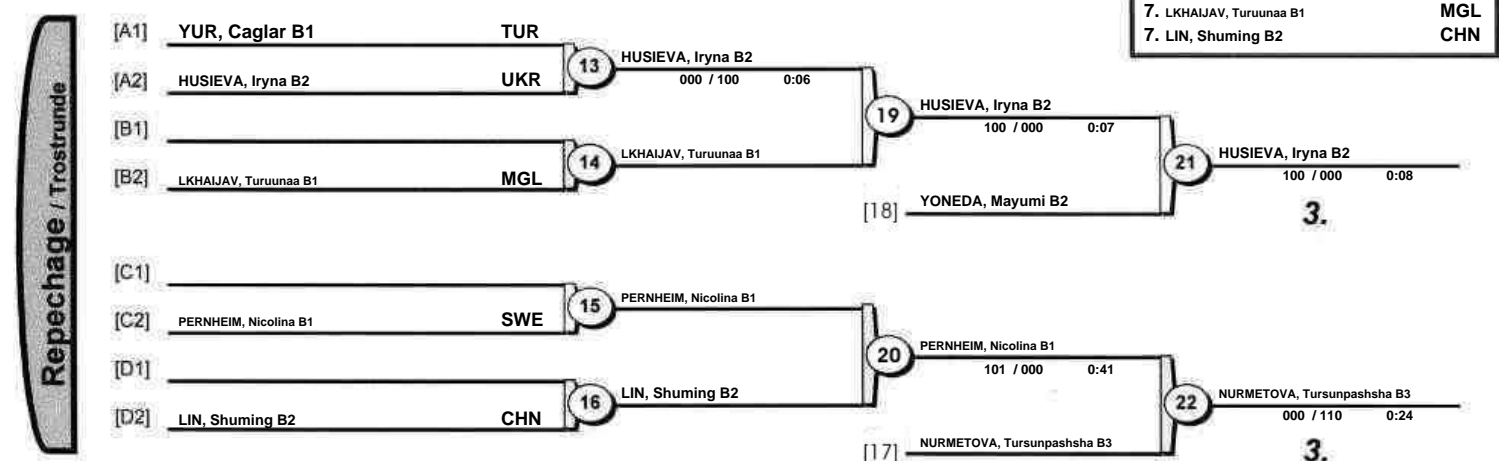 7. LKHAIJAV, Turuunaa B1 MGL
7. LIN, Shuming B2 CHN
Repechage / Trostrunde
[A1] YUR, Caglar B1 TUR
13 HUSIEVA, Iryna B2
000 / 100 0:06
[A2] HUSIEVA, Iryna B2 UKR
19 HUSIEVA, Iryna B2
100 / 000 0:07
[B1]
14 LKHAIJAV, Turuunaa B1
[B2] LKHAIJAV, Turuunaa B1 MGL
21 HUSIEVA, Iryna B2
100 / 000 0:08
[18] YONEDA, Mayumi B2
3.
[C1]
15 PERNHEIM, Nicolina B1
[C2] PERNHEIM, Nicolina B1 SWE
20 PERNHEIM, Nicolina B1
101 / 000 0:41
[D1]
16 LIN, Shuming B2
[D2] LIN, Shuming B2 CHN
22 NURMETOVA, Tursunpashsha B3
000 / 110 0:24
[17] NURMETOVA, Tursunpashsha B3
3.